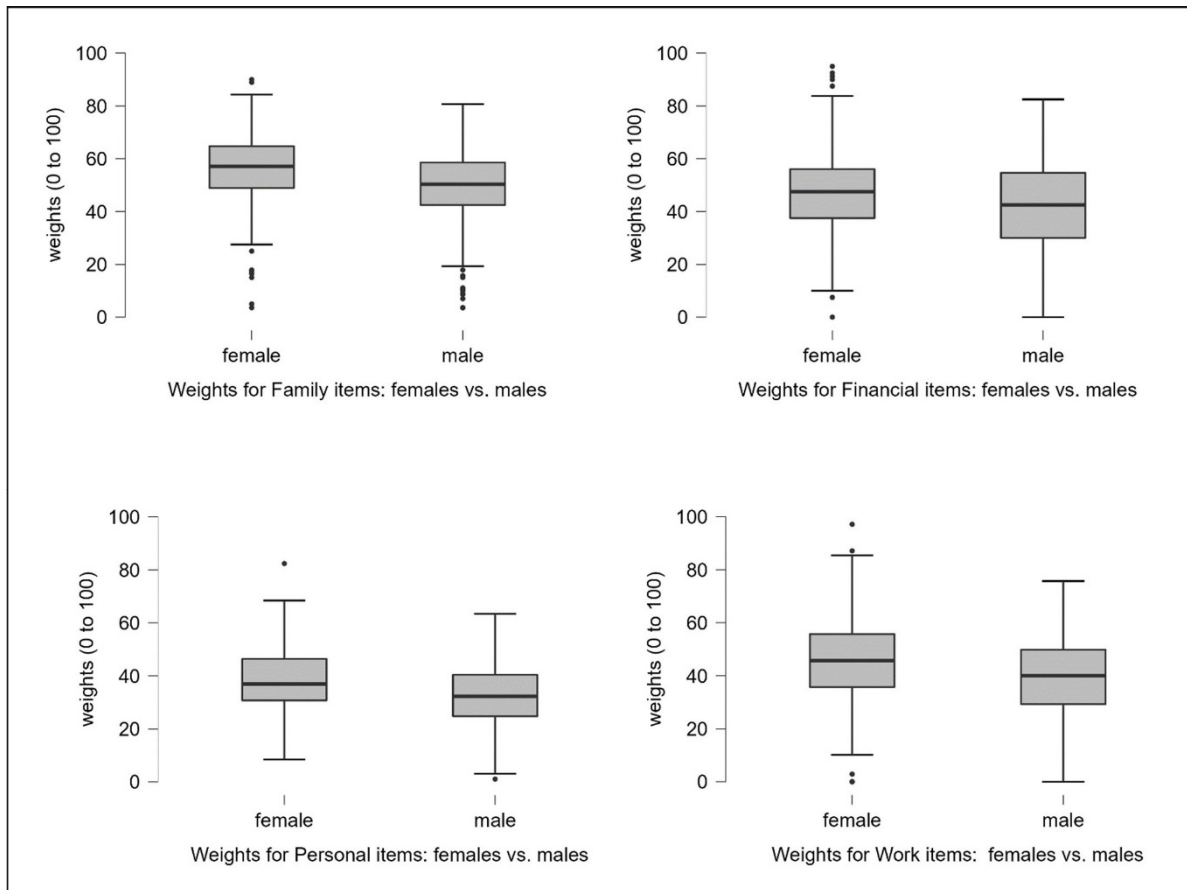 100
80
60
40
20
0
weights (0 to 100)
female
male
Weights for Family items: females vs. males
100
80
60
40
20
0
weights (0 to 100)
female
male
Weights for Financial items: females vs. males
100
80
60
40
20
0
weights (0 to 100)
female
male
Weights for Personal items: females vs. males
100
80
60
40
20
0
weights (0 to 100)
female
male
Weights for Work items:  females vs. males